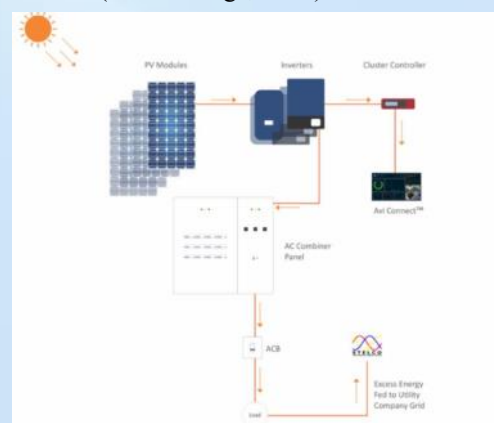 PV Modules
Inverters
Cluster Controller
Avi Connect™
AC Combiner
Panel
ACB
ETELCO
Excess Energy
Fed to Utility
Company Grid
Load